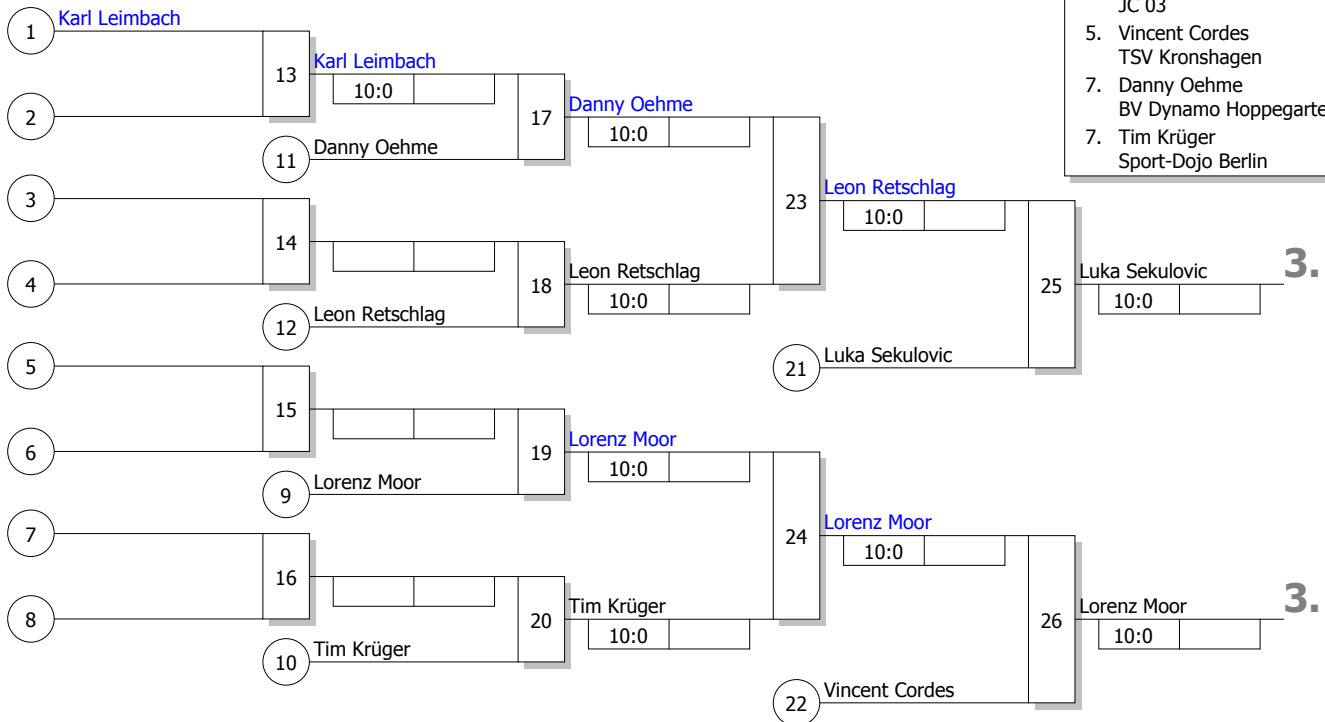 JC 03
5. Vincent Cordes
TSV Kronshagen
7. Danny Oehme
BV Dynamo Hoppegarte
7. Tim Krüger
Sport-Dojo Berlin
1 Karl Leimbach
13 Karl Leimbach
10:0
2
17 Danny Oehme
10:0
11 Danny Oehme
3
23 Leon Retschlag
10:0
14
4
18 Leon Retschlag
10:0
12 Leon Retschlag
25 Luka Sekulovic 3.
10:0
21 Luka Sekulovic
5
15
6
19 Lorenz Moor
10:0
9 Lorenz Moor
7
24 Lorenz Moor
10:0
16
8
20 Tim Krüger
10:0
10 Tim Krüger
26 Lorenz Moor 3.
10:0
22 Vincent Cordes